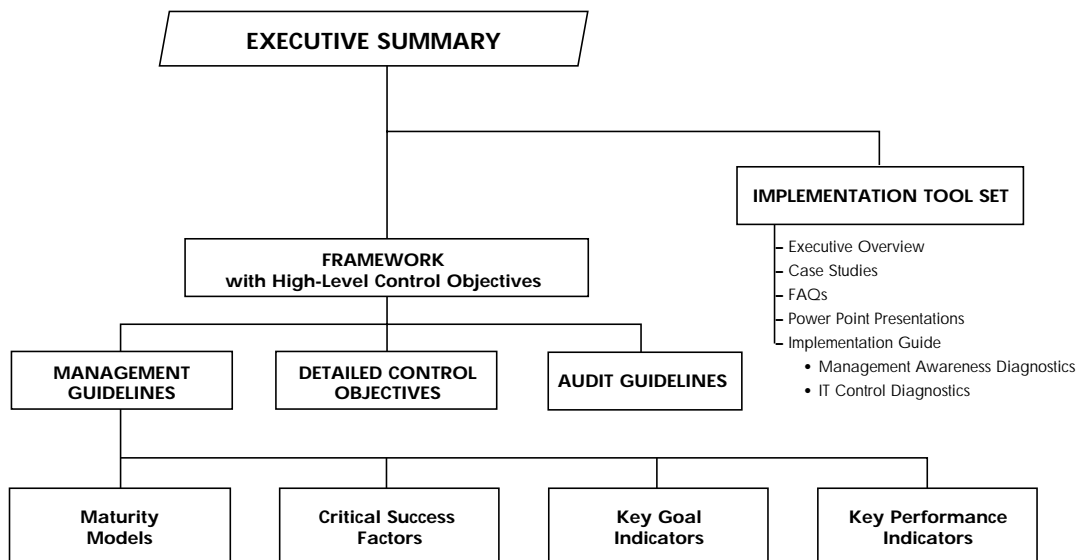 EXECUTIVE SUMMARY
IMPLEMENTATION TOOL SET
– Executive Overview
– Case Studies
– FAQs
– Power Point Presentations
– Implementation Guide
• Management Awareness Diagnostics
• IT Control Diagnostics
FRAMEWORK
with High-Level Control Objectives
MANAGEMENT
GUIDELINES
DETAILED CONTROL
OBJECTIVES
AUDIT GUIDELINES
Maturity
Models
Critical Success
Factors
Key Goal
Indicators
Key Performance
Indicators